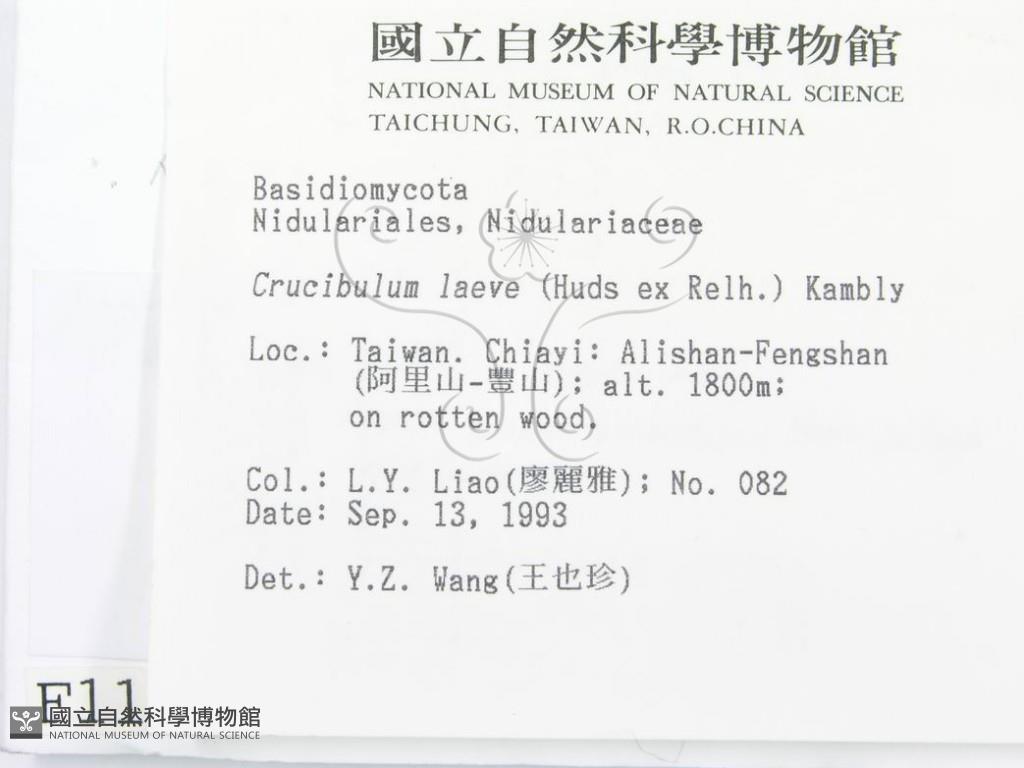 國立自然科學博物館
NATIONAL MUSEUM OF NATURAL SCIENCE
TAICHUNG, TAIWAN, R.O.CHINA
Basidiomycota
Nidulariales, Nidulariaceae
Crucibulum laeve (Huds ex Relh.) Kambly
Loc.: Taiwan. Chiayi: Alishan-Fengshan
(阿里山-豐山); alt. 1800m;
on rotten wood.
Col.: L.Y. Liao(廖麗雅); No. 082
Date: Sep. 13, 1993
Det.: Y.Z. Wang(王也珍)
國立自然科學博物館
NATIONAL MUSEUM OF NATURAL SCIENCE